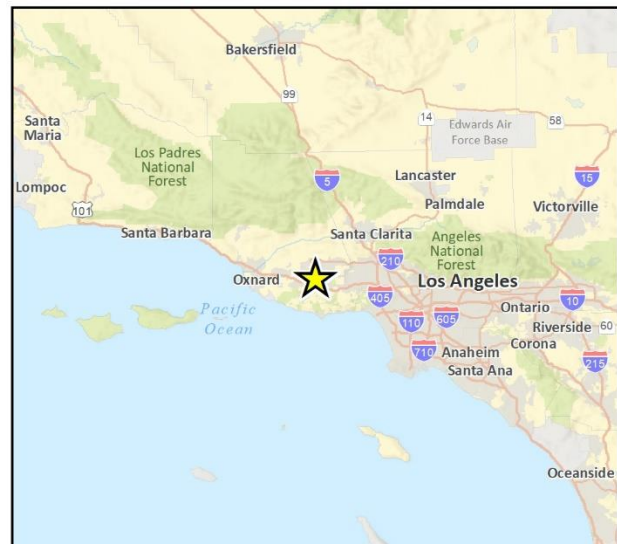 Bakersfield
99
Santa
Maria
14
Edwards Air
Force Base
58
Los Padres
National
Forest
Lompoc
5
Lancaster
15
Palmdale
Victorville
101
Santa Barbara
Santa Clarita
Angeles
National
Forest
210
Oxnard
Los Angeles
405
Ontario
10
Pacific
Ocean
110
605
Riverside
60
710
Anaheim
Corona
Santa Ana
215
Oceanside